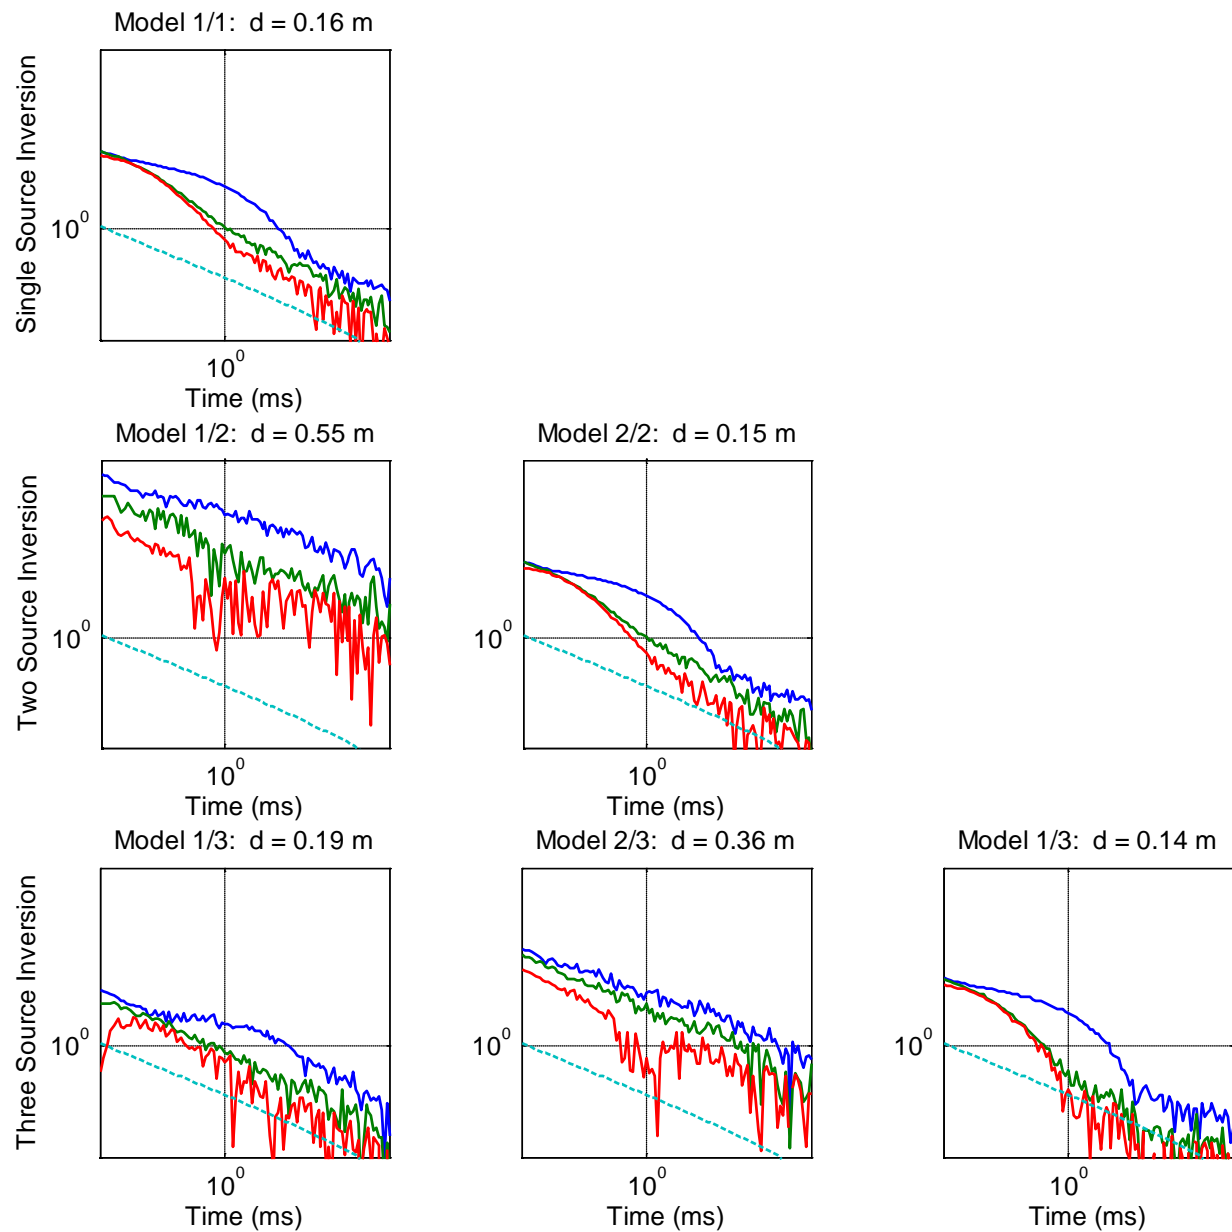 Model 1/1: d = 0.16 m
Single Source Inversion
10^0
10^0
Time (ms)
Model 1/2: d = 0.55 m
Model 2/2: d = 0.15 m
Two Source Inversion
10^0
10^0
10^0
10^0
Time (ms)
Time (ms)
Model 1/3: d = 0.19 m
Model 2/3: d = 0.36 m
Model 1/3: d = 0.14 m
Three Source Inversion
10^0
10^0
10^0
10^0
10^0
10^0
Time (ms)
Time (ms)
Time (ms)